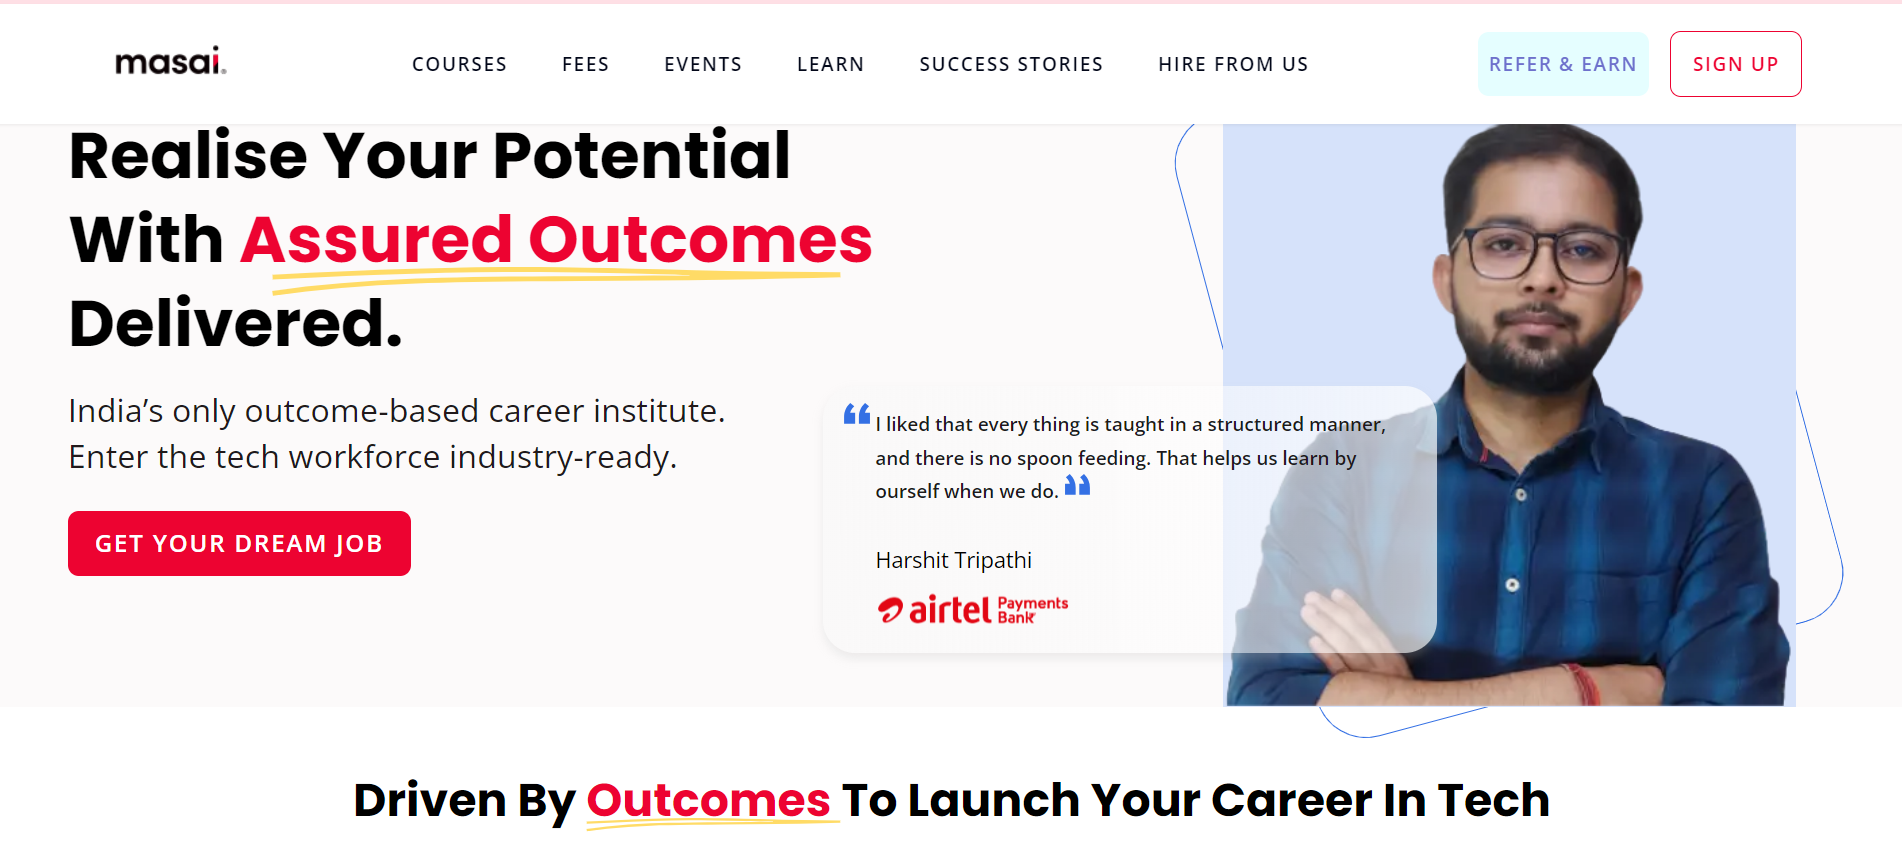 masai.
COURSES
FEES
EVENTS
LEARN
SUCCESS STORIES
HIRE FROM US
REFER & EARN
SIGN UP
Realise Your Potential
With Assured Outcomes
Delivered.
India’s only outcome-based career institute.
Enter the tech workforce industry-ready.
GET YOUR DREAM JOB
“ I liked that every thing is taught in a structured manner,
and there is no spoon feeding. That helps us learn by
ourself when we do. ”
Harshit Tripathi
airtel Payments
Bank
Driven By Outcomes To Launch Your Career In Tech